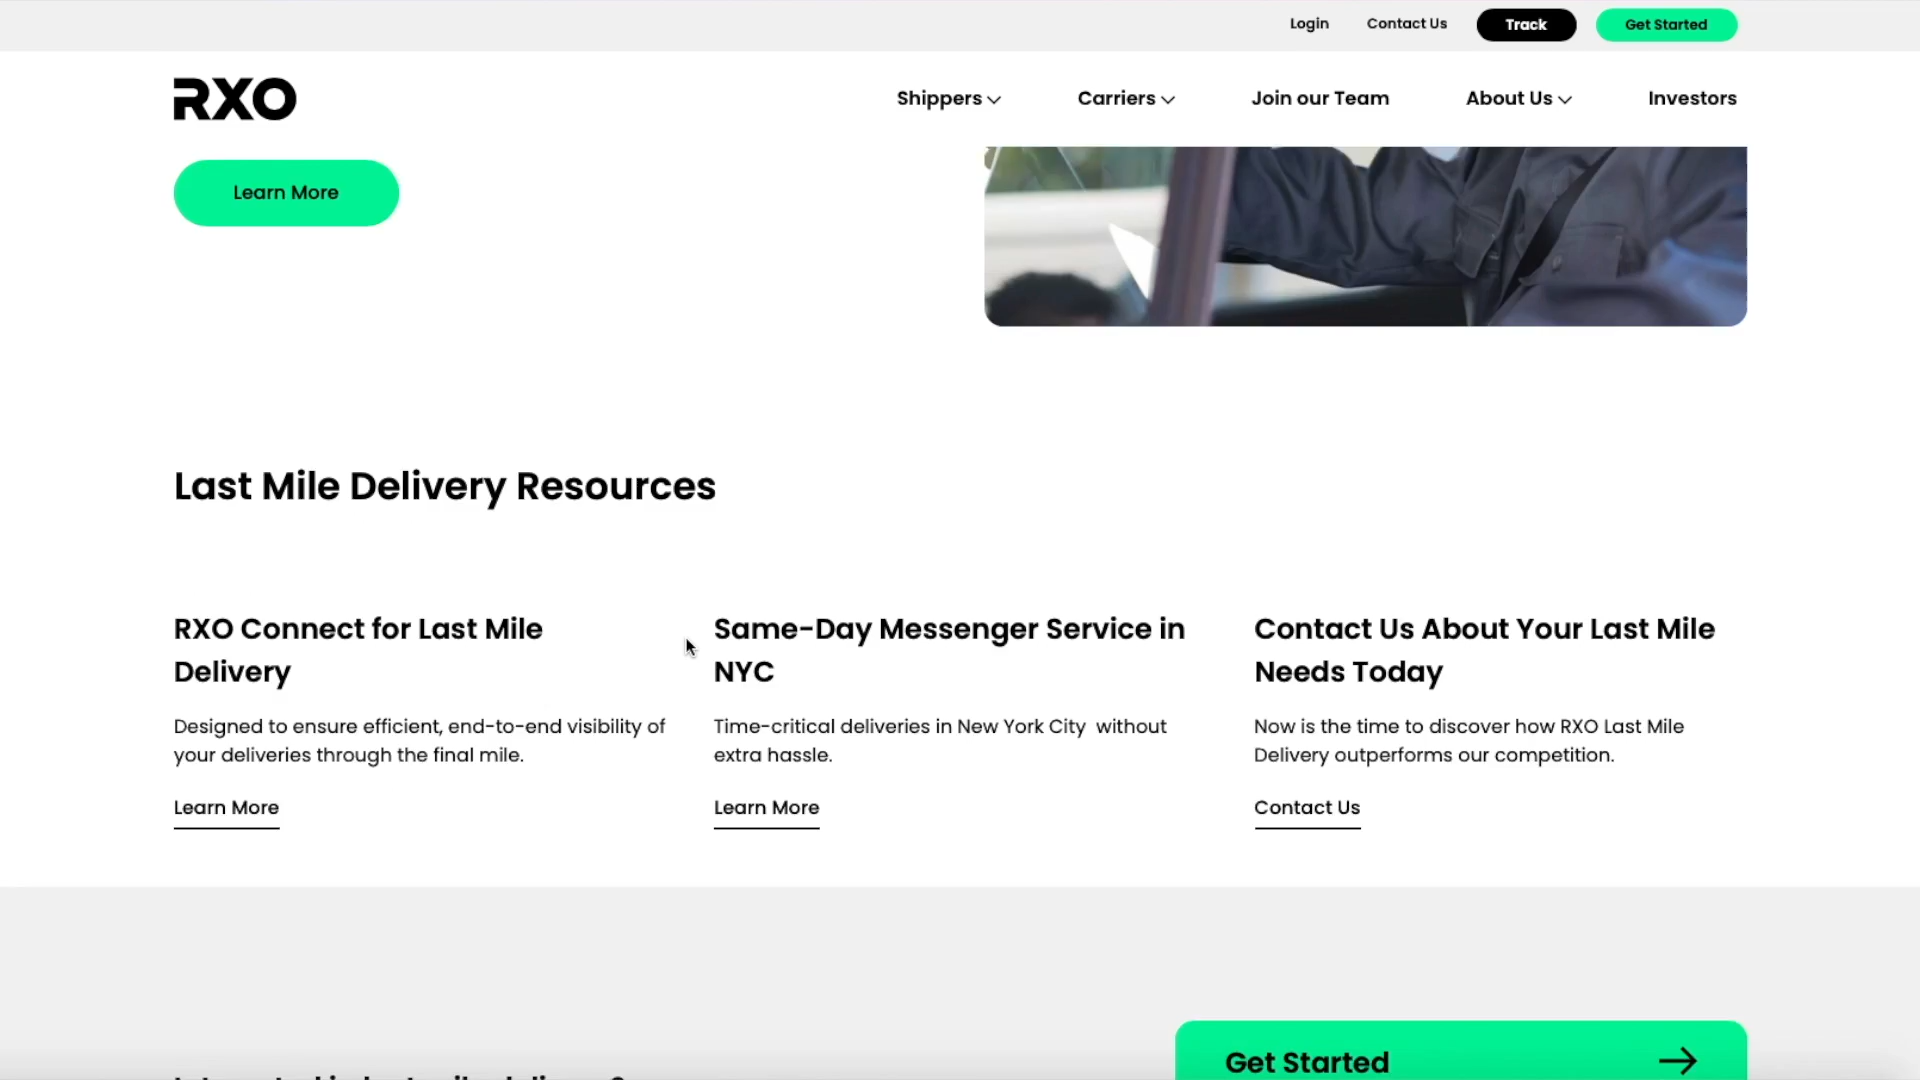 Login
Contact Us
Track
Get Started
RXO
Shippers
Carriers
Join our Team
About Us
Investors
Learn More
Last Mile Delivery Resources
RXO Connect for Last Mile
Delivery
Designed to ensure efficient, end-to-end visibility of
your deliveries through the final mile.
Learn More
Same-Day Messenger Service in
NYC
Time-critical deliveries in New York City without
extra hassle.
Learn More
Contact Us About Your Last Mile
Needs Today
Now is the time to discover how RXO Last Mile
Delivery outperforms our competition.
Contact Us
Get Started